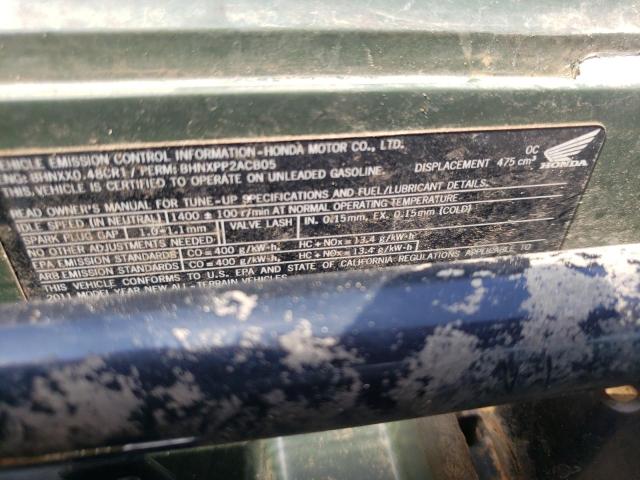 HICLE EMISSION CONTROL INFORMATION-HONDA MOTOR CO., LTD.
BHNXX0.48CR1 / PERM: BHNXPP2ACB05
THIS VEHICLE IS CERTIFIED TO OPERATE ON UNLEADED GASOLINE
DISPLACEMENT 475 cm³
OC
HONDA
READ OWNER'S MANUAL FOR TUNE-UP SPECIFICATIONS AND FUEL/LUBRICANT DETAILS.
IDLE SPEED (IN NEUTRAL) 1400 ± 100 r/min AT NORMAL OPERATING TEMPERATURE
SPARK PLUG GAP 1.0-1.1mm VALVE LASH IN. 0.15mm, EX. 0.15mm (COLD)
NO OTHER ADJUSTMENTS NEEDED
EMISSION STANDARDS CO= 400 g/kW-h HC+NOx = 13.4 g/kW-h
ARB EMISSION STANDARDS CO= 400 g/kW-h HC+NOx = 13.4 g/kW-h
THIS VEHICLE CONFORMS TO U.S. EPA AND STATE OF CALIFORNIA REGULATIONS APPLICABLE TO
2011 MODEL YEAR NEW ALL-TERRAIN VEHICLES